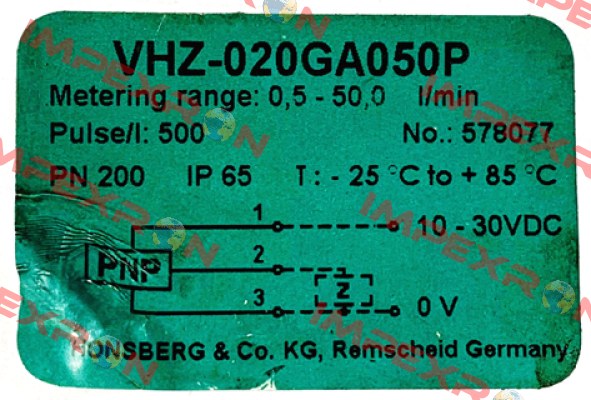 VHZ-020GA050P
Metering range: 0,5 - 50,0 l/min
Pulse/l: 500 No.: 578077
PN 200 IP 65 T : - 25 °C to + 85 °C
1 10 - 30VDC
PNP 2
Z
3 0 V
HONSBERG & Co. KG, Remscheid Germany
IMPEXRON